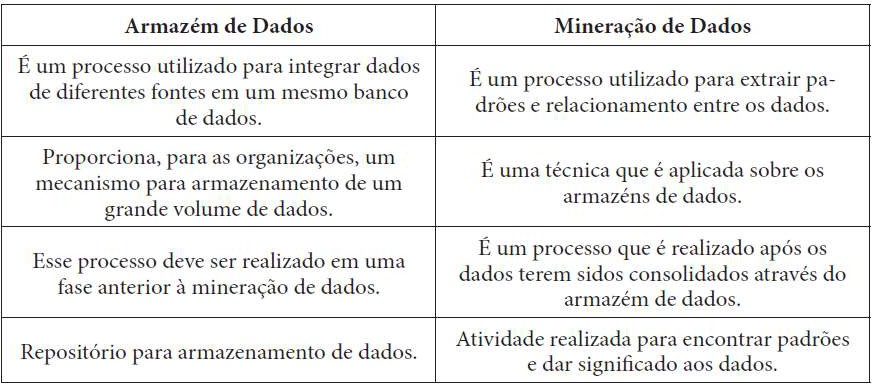 Armazém de Dados
Mineração de Dados
É um processo utilizado para integrar dados
de diferentes fontes em um mesmo banco
de dados.
É um processo utilizado para extrair pa-
drões e relacionamento entre os dados.
Proporciona, para as organizações, um
mecanismo para armazenamento de um
grande volume de dados.
É uma técnica que é aplicada sobre os
armazéns de dados.
Esse processo deve ser realizado em uma
fase anterior à mineração de dados.
É um processo que é realizado após os
dados terem sidos consolidados através do
armazém de dados.
Repositório para armazenamento de dados.
Atividade realizada para encontrar padrões
e dar significado aos dados.